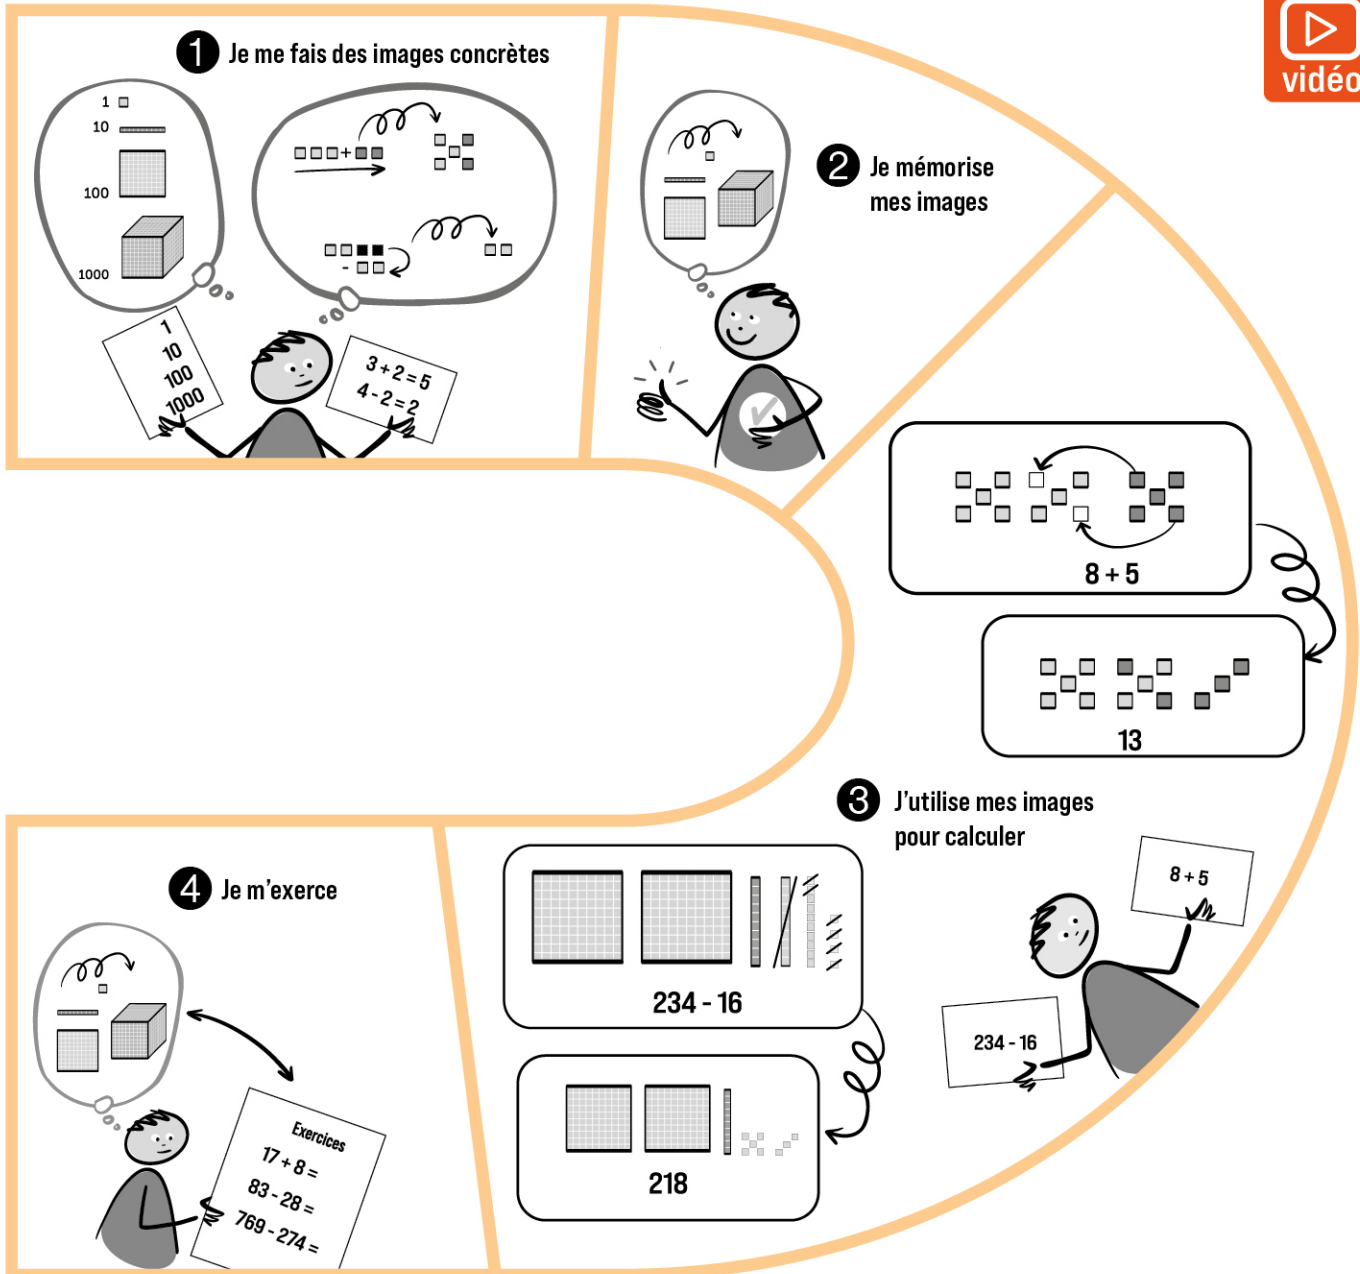 vidéo
1 Je me fais des images concrètes
1
10
100
1000
+
-
1
10
100
1000
3 + 2 = 5
4 - 2 = 2
2 Je mémorise
mes images
8 + 5
13
3 J'utilise mes images
pour calculer
8 + 5
234 - 16
234 - 16
218
4 Je m'exerce
Exercices
17 + 8 =
83 - 28 =
769 - 274 =